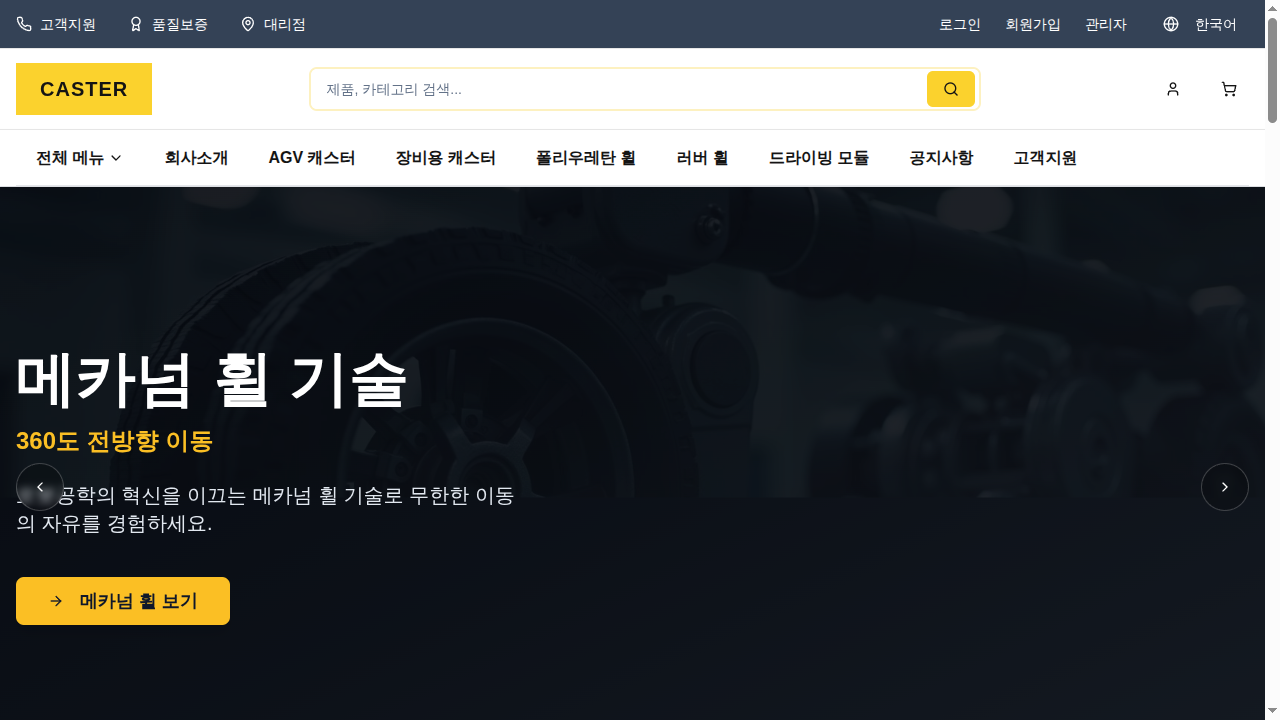 고객지원
품질보증
대리점
로그인
회원가입
관리자
한국어
CASTER
제품, 카테고리 검색...
전체 메뉴
회사소개
AGV 캐스터
장비용 캐스터
폴리우레탄 휠
러버 휠
드라이빙 모듈
공지사항
고객지원
메카넘 휠 기술
360도 전방향 이동
혁신을 이끄는 메카넘 휠 기술로 무한한 이동
의 자유를 경험하세요.
메카넘 휠 보기